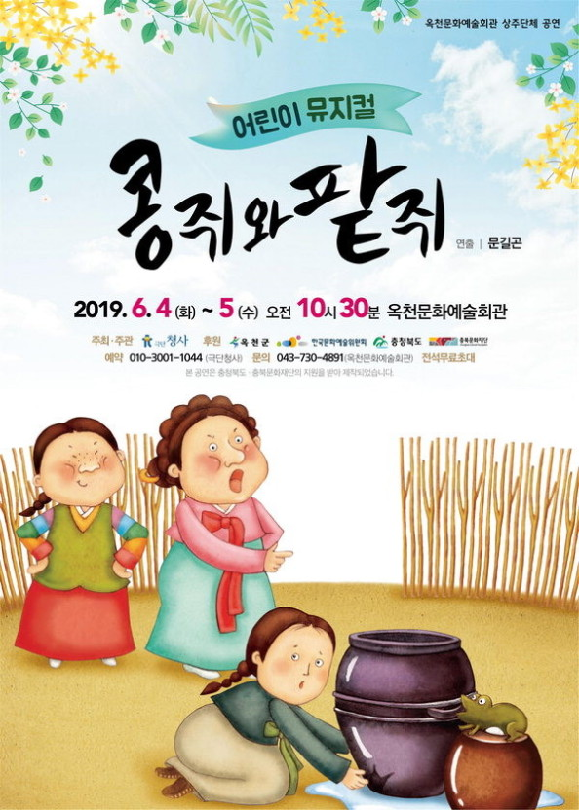 옥천문화예술회관 상주단체 공연
어린이 뮤지컬
콩쥐와 팥쥐
연출 | 문길곤
2019. 6. 4 (화) ~ 5 (수) 오전 10시 30분 옥천문화예술회관
주최·주관 극단 청사 후원 옥천군 한국문화예술위원회 충청북도 충북문화재단
예약 010-3001-1044 (극단청사) 문의 043-730-4891 (옥천문화예술회관) 전석무료초대
본 공연은 충청북도·충북문화재단의 지원을 받아 제작되었습니다.